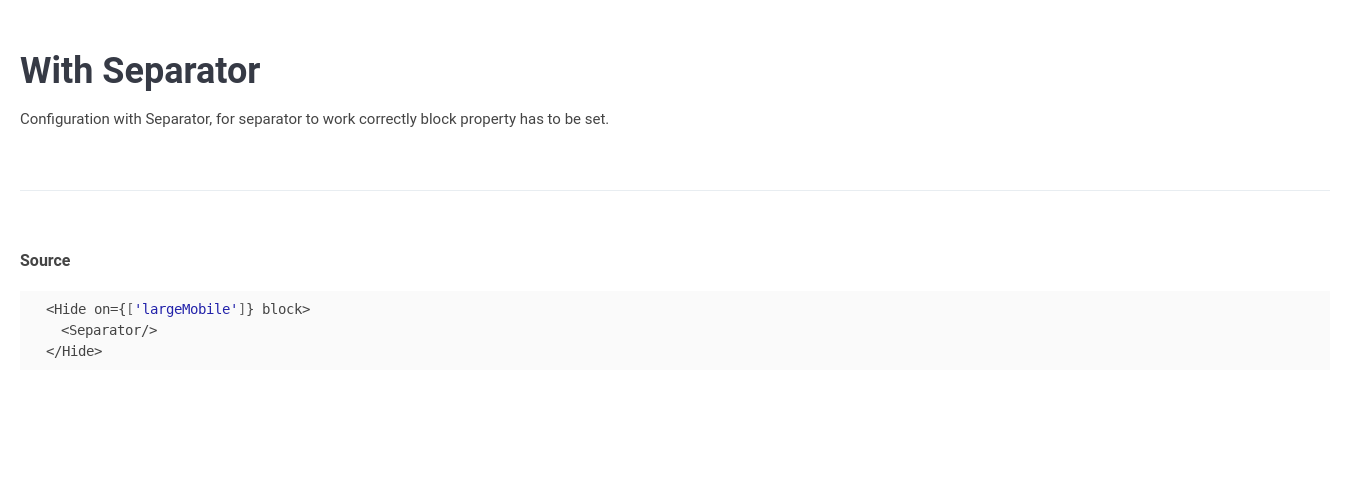 With Separator
Configuration with Separator, for separator to work correctly block property has to be set.
Source
<Hide on={['largeMobile']} block>
<Separator/>
</Hide>